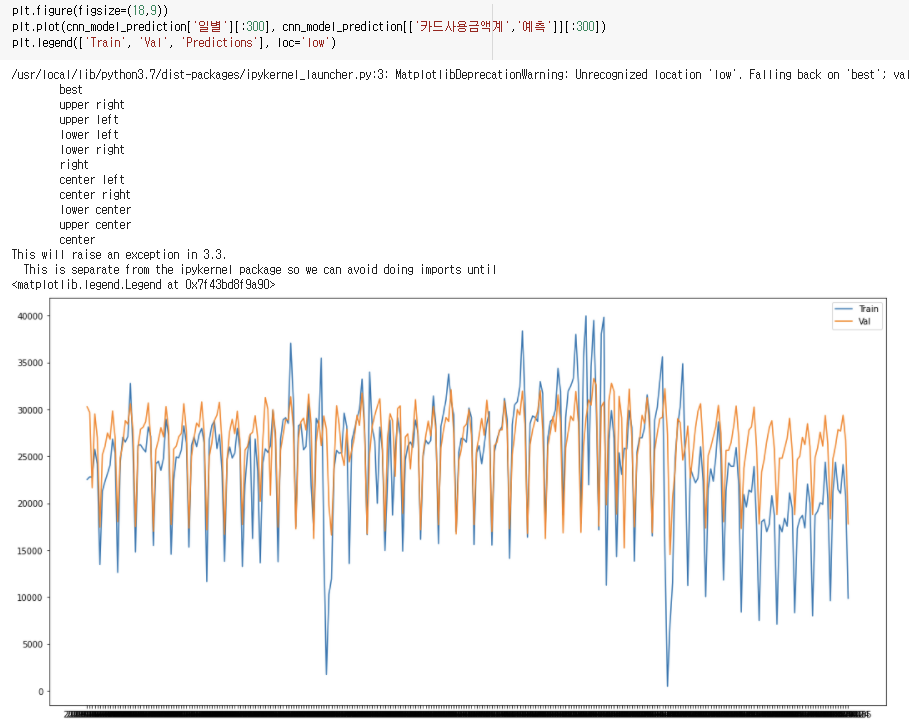 plt.figure(figsize=(18,9))
plt.plot(cnn_model_prediction['일별'][:300], cnn_model_prediction[['카드사용금액계','예측']][:300])
plt.legend(['Train', 'Val', 'Predictions'], loc='low')
/usr/local/lib/python3.7/dist-packages/ipykernel_launcher.py:3: MatplotlibDeprecationWarning: Unrecognized location 'low'. Falling back on 'best'; val
best
upper right
upper left
lower left
lower right
right
center left
center right
lower center
upper center
center
This will raise an exception in 3.3.
This is separate from the ipykernel package so we can avoid doing imports until
<matplotlib.legend.Legend at 0x7f43bd8f9a90>
Train
Val
40000
35000
30000
25000
20000
15000
10000
5000
0